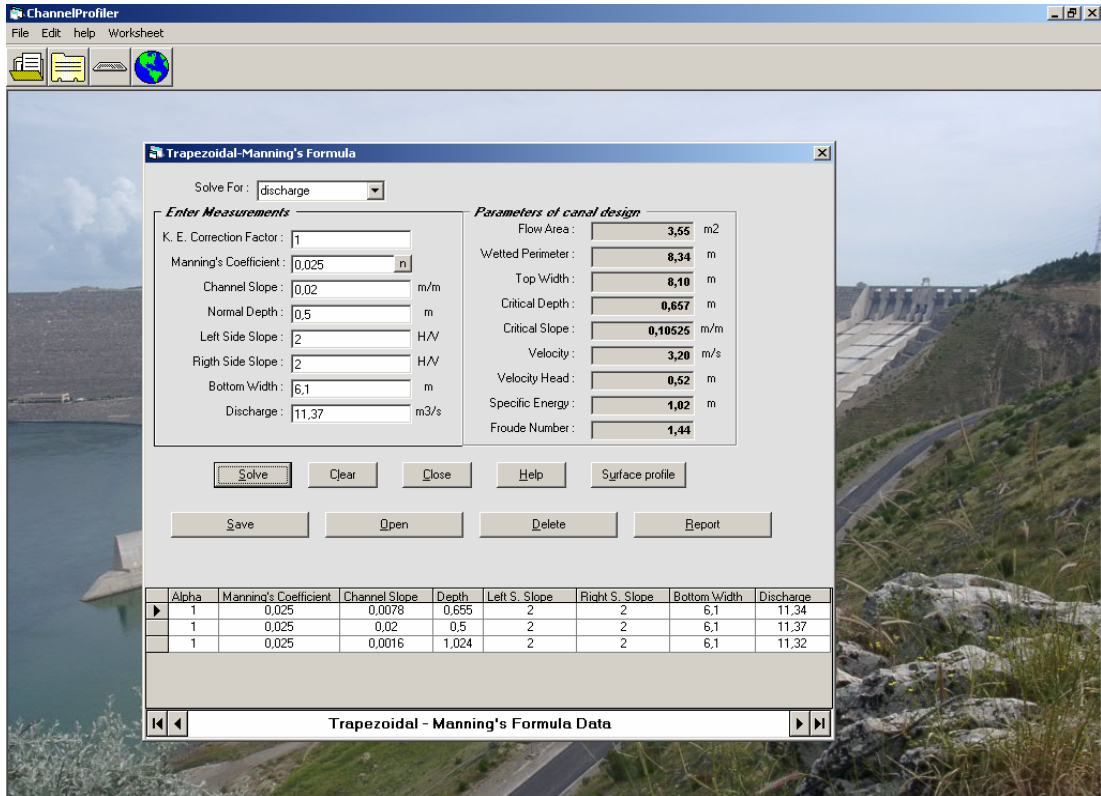 ChannelProfiler
File Edit help Worksheet
Trapezoidal-Manning's Formula
Solve For : discharge
Enter Measurements
K. E. Correction Factor : 1
Manning's Coefficient : 0,025 n
Channel Slope : 0,02 m/m
Normal Depth : 0,5 m
Left Side Slope : 2 H/V
Rigth Side Slope : 2 H/V
Bottom Width : 6,1 m
Discharge : 11,37 m3/s
Parameters of canal design
Flow Area : 3,55 m2
Wetted Perimeter : 8,34 m
Top Width : 8,10 m
Critical Depth : 0,657 m
Critical Slope : 0,10525 m/m
Velocity : 3,20 m/s
Velocity Head : 0,52 m
Specific Energy : 1,02 m
Froude Number : 1,44
Solve Clear Close Help Surface profile
Save Open Delete Report
Alpha Manning's Coefficient Channel Slope Depth Left S. Slope Right S. Slope Bottom Width Discharge
1 0,025 0,0078 0,655 2 2 6,1 11,34
1 0,025 0,02 0,5 2 2 6,1 11,37
1 0,025 0,0016 1,024 2 2 6,1 11,32
Trapezoidal - Manning's Formula Data